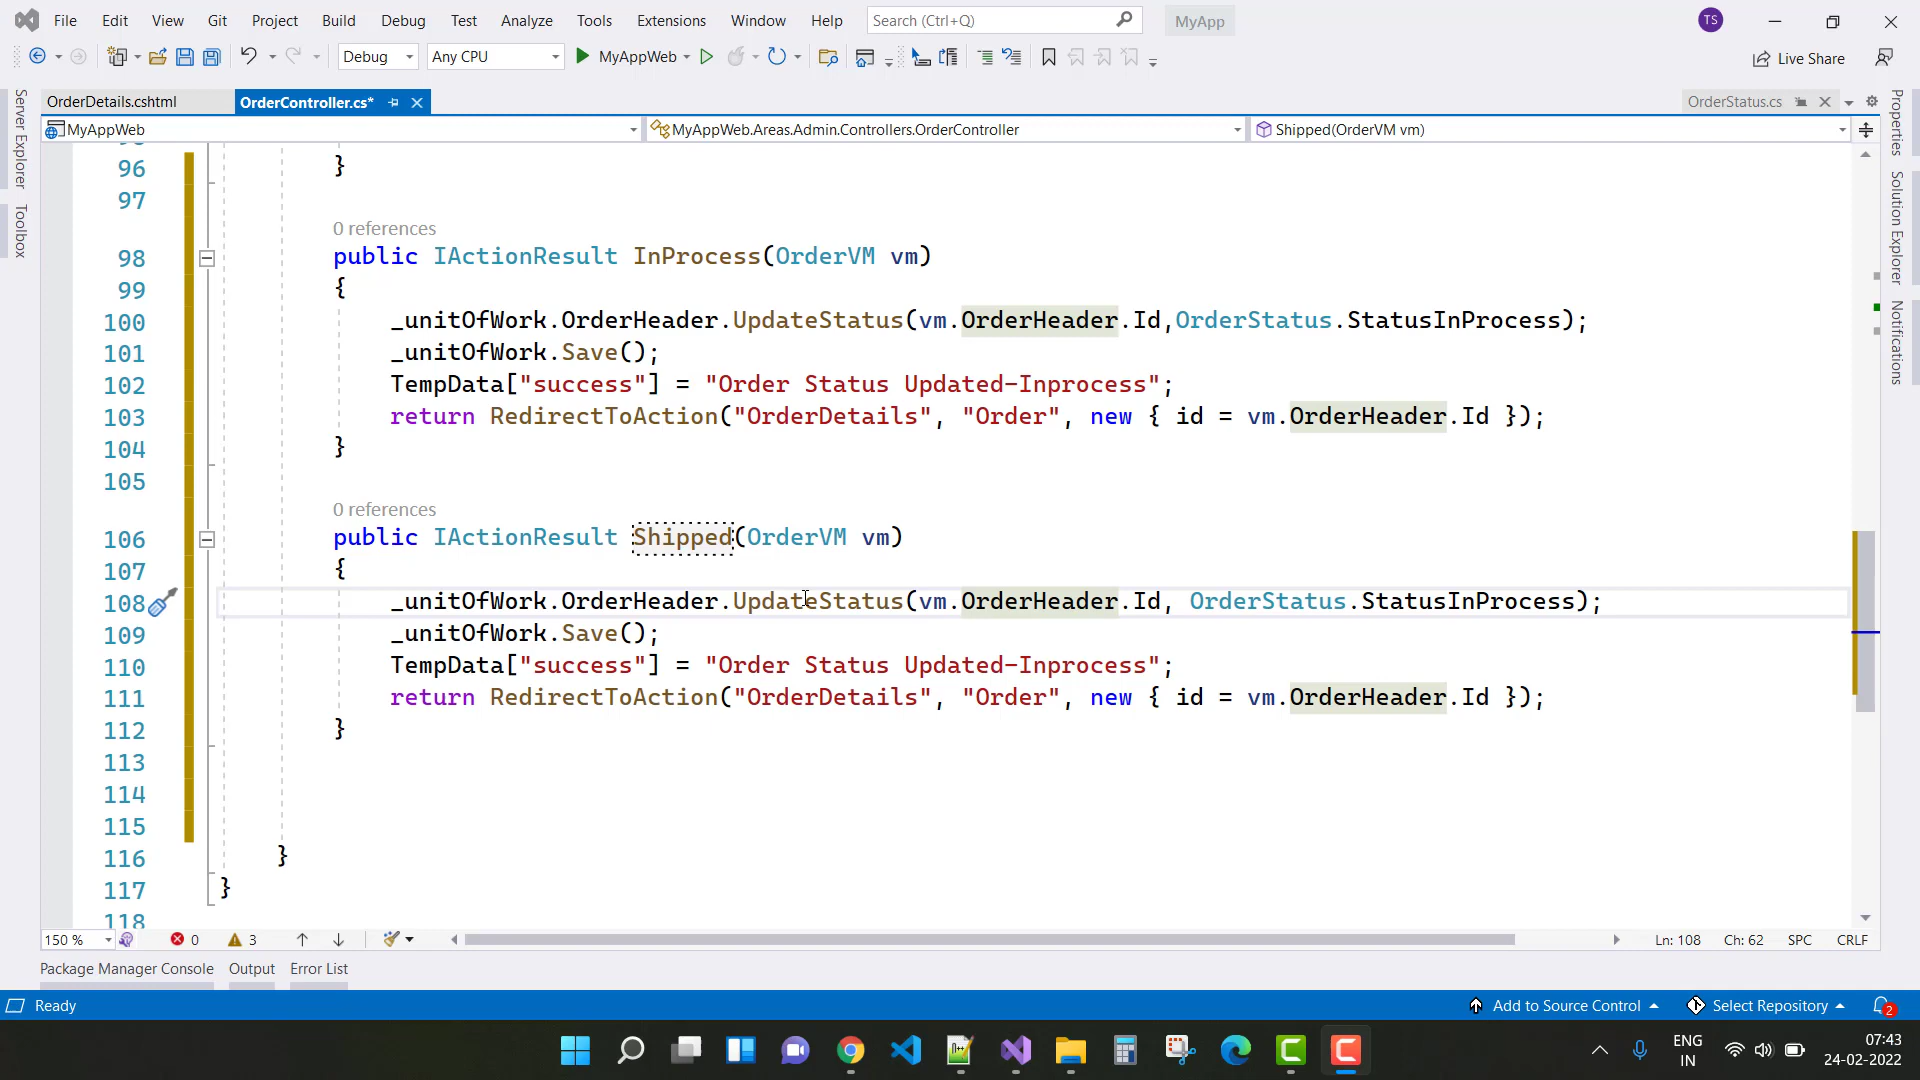 File Edit View Git Project Build Debug Test Analyze Tools Extensions Window Help Search (Ctrl+Q) MyApp TS
Debug Any CPU MyAppWeb Live Share
OrderDetails.cshtml OrderController.cs* OrderStatus.cs
MyAppWeb MyAppWeb.Areas.Admin.Controllers.OrderController Shipped(OrderVM vm)
Server Explorer
Toolbox
Properties
Solution Explorer
Notifications
96 }
97
0 references
98 public IActionResult InProcess(OrderVM vm)
99 {
100 _unitOfWork.OrderHeader.UpdateStatus(vm.OrderHeader.Id,OrderStatus.StatusInProcess);
101 _unitOfWork.Save();
102 TempData["success"] = "Order Status Updated-Inprocess";
103 return RedirectToAction("OrderDetails", "Order", new { id = vm.OrderHeader.Id });
104 }
105
0 references
106 public IActionResult Shipped(OrderVM vm)
107 {
108 _unitOfWork.OrderHeader.UpdateStatus(vm.OrderHeader.Id, OrderStatus.StatusInProcess);
109 _unitOfWork.Save();
110 TempData["success"] = "Order Status Updated-Inprocess";
111 return RedirectToAction("OrderDetails", "Order", new { id = vm.OrderHeader.Id });
112 }
113
114
115
116 }
117 }
118
150 % 0 3 Ln: 108 Ch: 62 SPC CRLF
Package Manager Console Output Error List
Ready Add to Source Control Select Repository 2
ENG
IN
07:43
24-02-2022